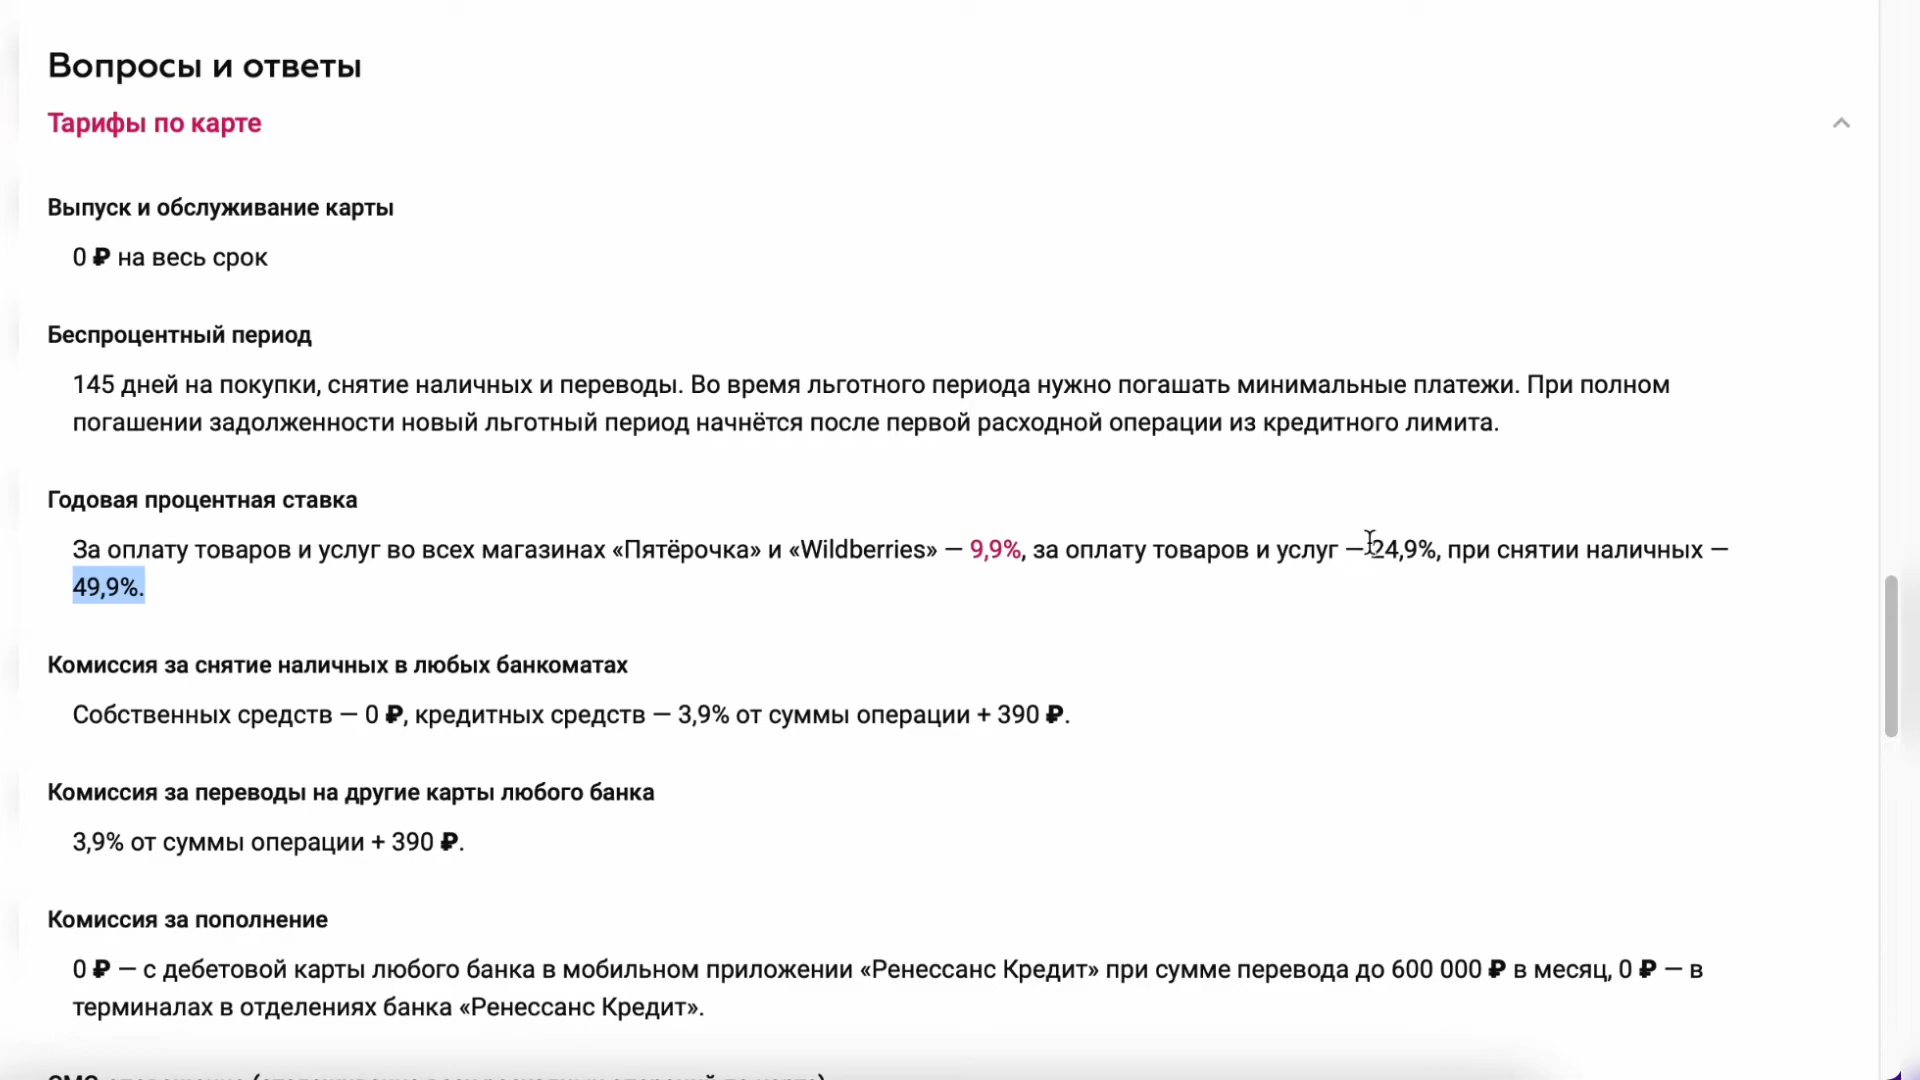 Вопросы и ответы
Тарифы по карте
Выпуск и обслуживание карты
0 ₽ на весь срок
Беспроцентный период
145 дней на покупки, снятие наличных и переводы. Во время льготного периода нужно погашать минимальные платежи. При полном
погашении задолженности новый льготный период начнётся после первой расходной операции из кредитного лимита.
Годовая процентная ставка
За оплату товаров и услуг во всех магазинах «Пятёрочка» и «Wildberries» — 9,9%, за оплату товаров и услуг — 24,9%, при снятии наличных —
49,9%.
Комиссия за снятие наличных в любых банкоматах
Собственных средств — 0 ₽, кредитных средств — 3,9% от суммы операции + 390 ₽.
Комиссия за переводы на другие карты любого банка
3,9% от суммы операции + 390 ₽.
Комиссия за пополнение
0 ₽ — с дебетовой карты любого банка в мобильном приложении «Ренессанс Кредит» при сумме перевода до 600 000 ₽ в месяц, 0 ₽ — в
терминалах в отделениях банка «Ренессанс Кредит».